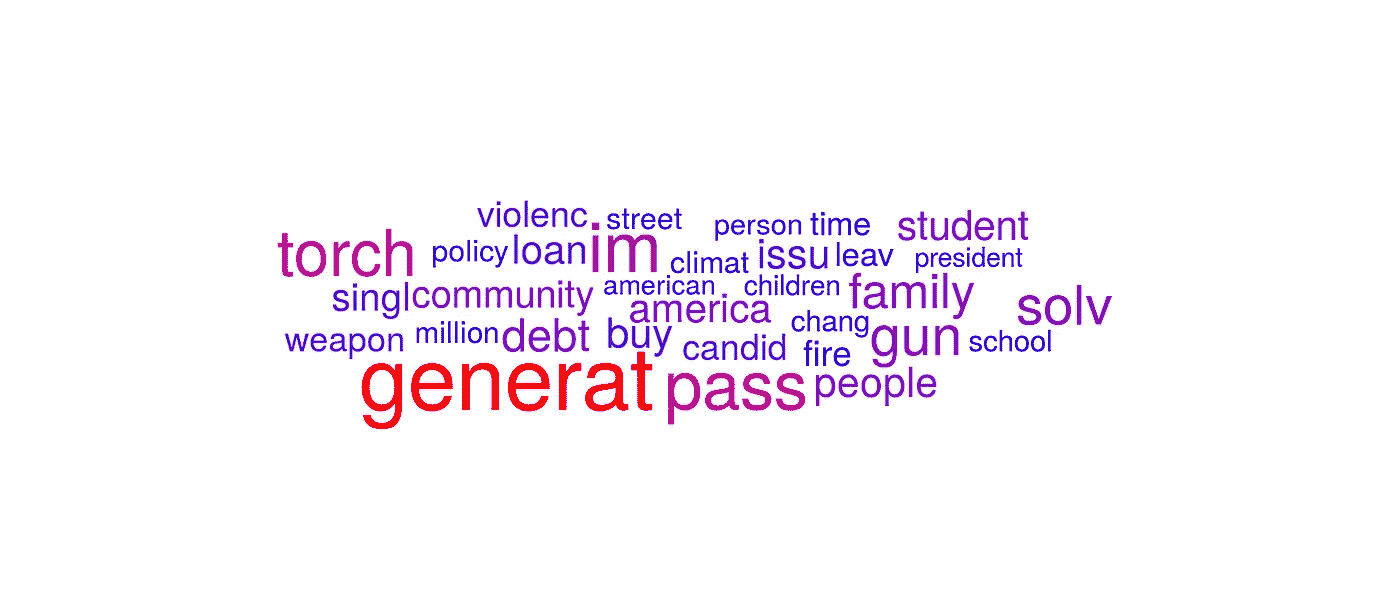 violenc street person time student
torch policy loan im climat issu leav president
singl community american america children family solv
weapon million debt buy candid chang fire gun school
generat pass people